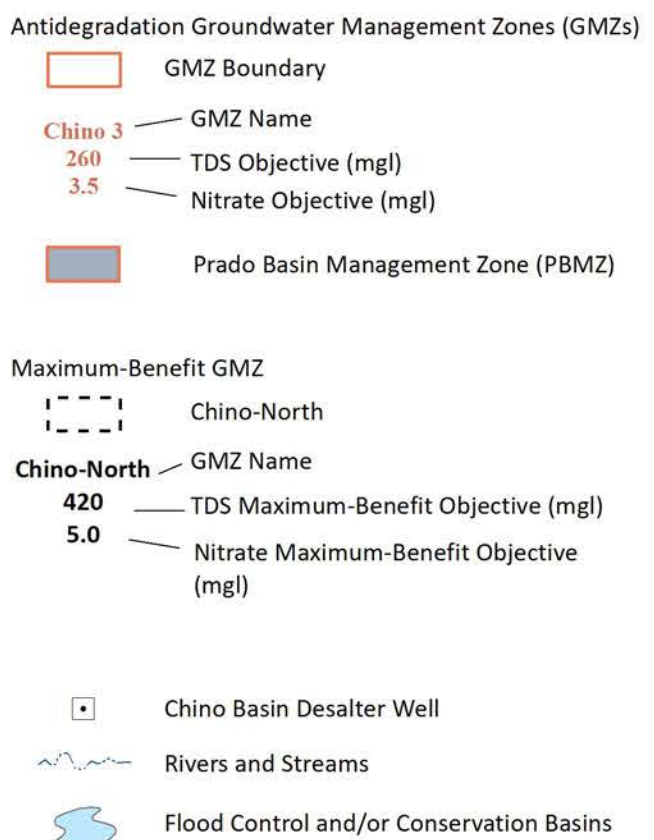 Antidegradation Groundwater Management Zones (GMZs)
GMZ Boundary
Chino 3
GMZ Name
260
TDS Objective (mgl)
3.5
Nitrate Objective (mgl)
Prado Basin Management Zone (PBMZ)
Maximum-Benefit GMZ
Chino-North
Chino-North
GMZ Name
420
TDS Maximum-Benefit Objective (mgl)
5.0
Nitrate Maximum-Benefit Objective
(mgl)
Chino Basin Desalter Well
Rivers and Streams
Flood Control and/or Conservation Basins